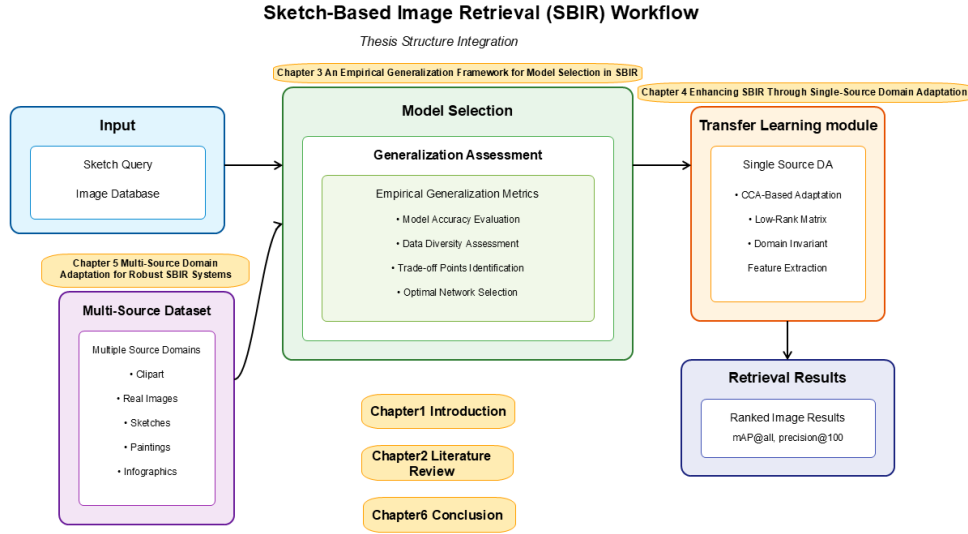 Sketch-Based Image Retrieval (SBIR) Workflow
Thesis Structure Integration
Chapter 3 An Empirical Generalization Framework for Model Selection in SBIR
Chapter 4 Enhancing SBIR Through Single-Source Domain Adaptation
Input
Sketch Query
Image Database
Model Selection
Generalization Assessment
Empirical Generalization Metrics
• Model Accuracy Evaluation
• Data Diversity Assessment
• Trade-off Points Identification
• Optimal Network Selection
Transfer Learning module
Single Source DA
• CCA-Based Adaptation
• Low-Rank Matrix
• Domain Invariant
Feature Extraction
Chapter 5 Multi-Source Domain
Adaptation for Robust SBIR Systems
Multi-Source Dataset
Multiple Source Domains
• Clipart
• Real Images
• Sketches
• Paintings
• Infographics
Retrieval Results
Ranked Image Results
mAP@all, precision@100
Chapter1 Introduction
Chapter2 Literature
Review
Chapter6 Conclusion